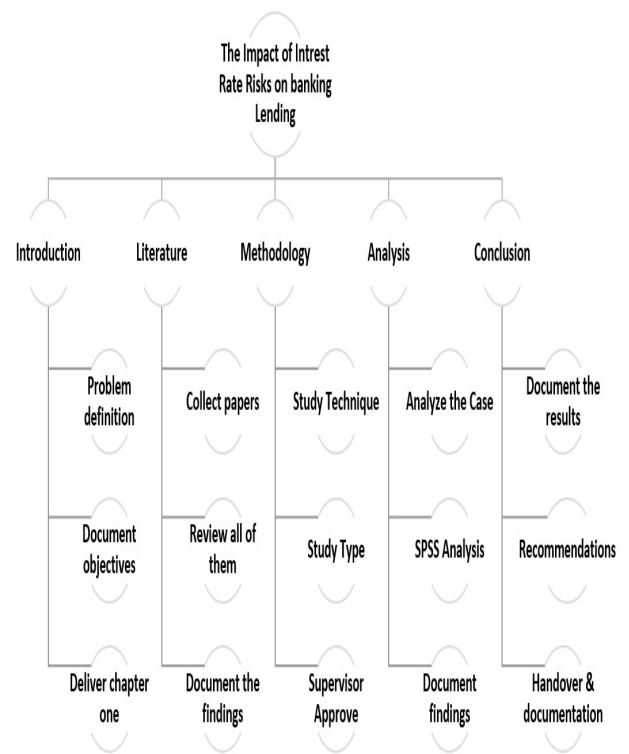 The Impact of Intrest
Rate Risks on banking
Lending
Introduction
Literature
Methodology
Analysis
Conclusion
Problem
definition
Collect papers
Study Technique
Analyze the Case
Document the
results
Document
objectives
Review all of
them
Study Type
SPSS Analysis
Recommendations
Deliver chapter
one
Document the
findings
Supervisor
Approve
Document
findings
Handover &
documentation